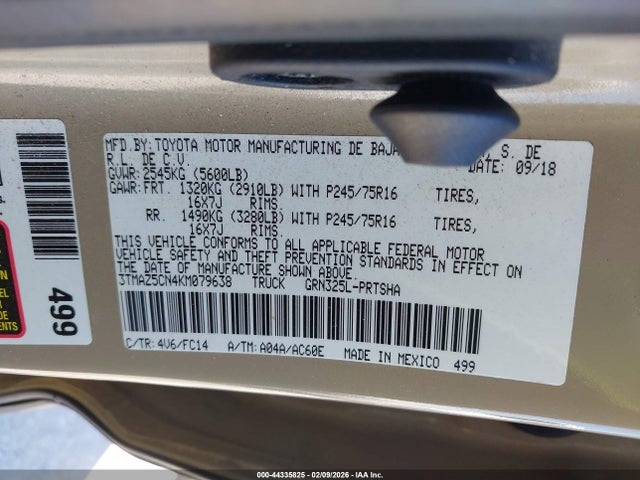 MFD.BY:TOYOTA MOTOR MANUFACTURING DE BAJA S. DE
R.L. DE C.V. DATE: 09/18
GVWR:2545KG (5600LB)
GAWR:FRT. 1320KG (2910LB) WITH P245/75R16 TIRES,
16X7J RIMS.
RR. 1490KG (3280LB) WITH P245/75R16 TIRES,
16X7J RIMS.
THIS VEHICLE CONFORMS TO ALL APPLICABLE FEDERAL MOTOR
VEHICLE SAFETY AND THEFT PREVENTION STANDARDS IN EFFECT ON
THE DATE OF MANUFACTURE SHOWN ABOVE.
3TMAZ5CN4KM079638 TRUCK GRN325L-PRTSHA
C/TR: 4V6/FC14 A/TM: A04A/AC60E MADE IN MEXICO 499
499
000-44335825 | 02/09/2026 - IAA Inc.